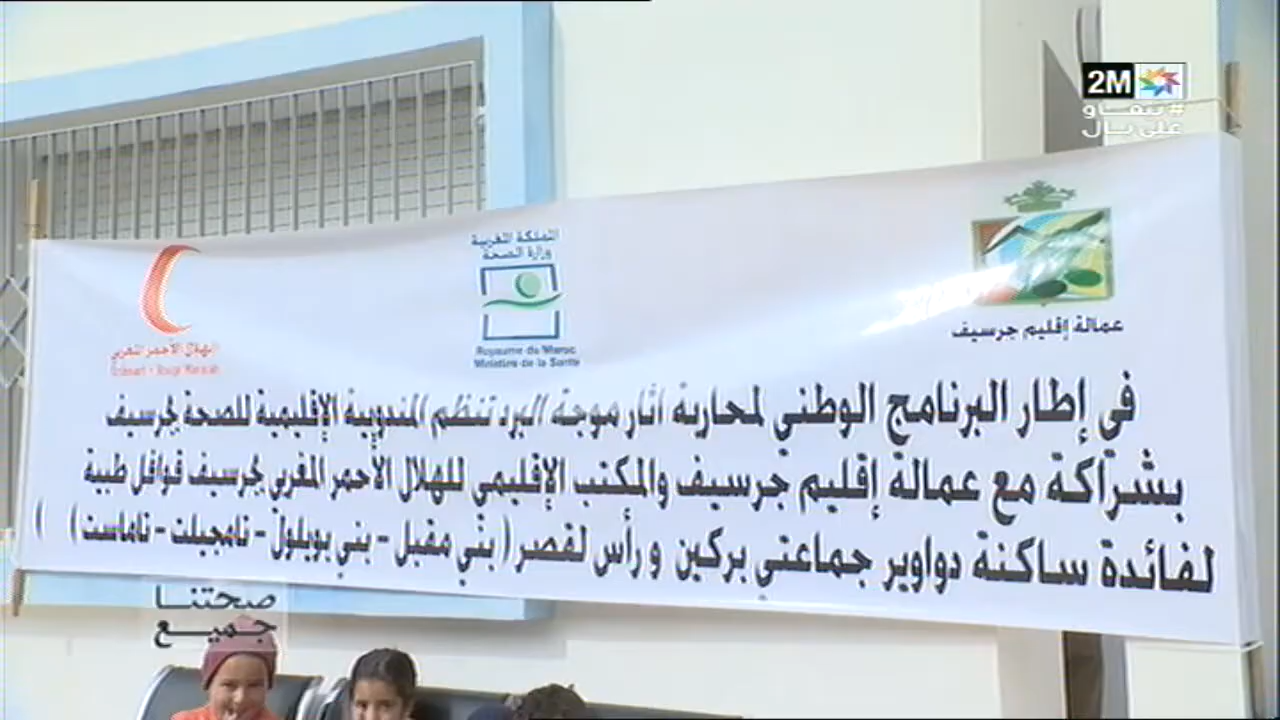 2M
#تبقاو
على بال
المملكة المغربية
وزارة الصحة
Royaume du Maroc
Ministère de la Santé
عمالة إقليم جرسيف
الهلال الأحمر المغربي
في إطار البرنامج الوطني لمحاربة آثار موجة البرد تنظم المندوبية الإقليمية للصحة بجرسيف
بشراكة مع عمالة إقليم جرسيف والمكتب الإقليمي للهلال الأحمر المغربي بجرسيف قوافل طبية
لفائدة ساكنة دواوير جماعتي بركين و رأس لقصر ( بني مقبل - بني بويلول - تامجيلت - تاماست )
صحتنا
جميع